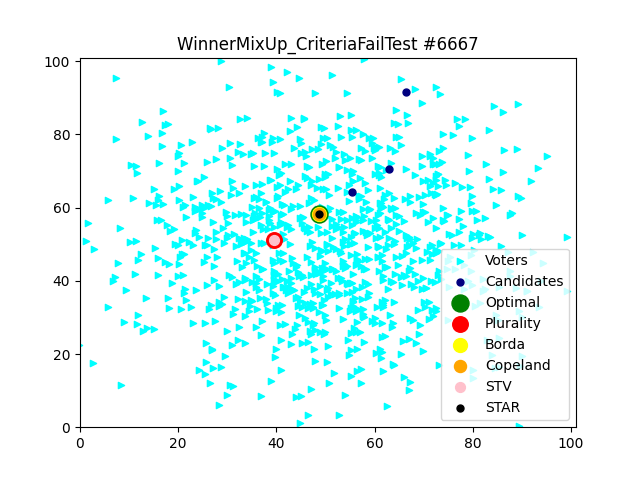 WinnerMixUp_CriteriaFailTest #6667
100
80
60
40
20
0
0
20
40
60
80
100
Voters
Candidates
Optimal
Plurality
Borda
Copeland
STV
STAR